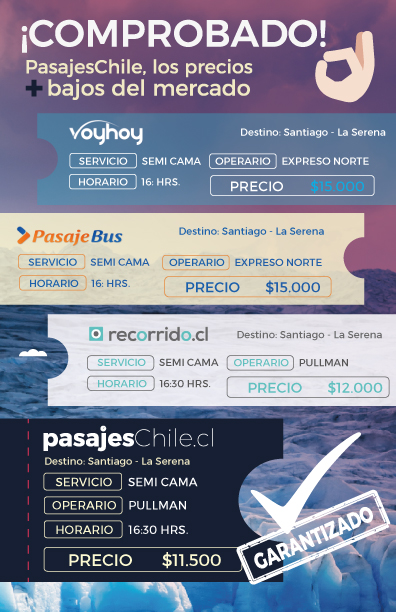 ¡COMPROBADO!
PasajesChile, los precios
+ bajos del mercado
voyhoy
Destino: Santiago - La Serena
SERVICIO SEMI CAMA OPERARIO EXPRESO NORTE
HORARIO 16: HRS. PRECIO $15.000
PasajeBus
Destino: Santiago - La Serena
SERVICIO SEMI CAMA OPERARIO EXPRESO NORTE
HORARIO 16: HRS. PRECIO $15.000
recorrido.cl
Destino: Santiago - La Serena
SERVICIO SEMI CAMA OPERARIO PULLMAN
HORARIO 16:30 HRS. PRECIO $12.000
pasajesChile.cl
Destino: Santiago - La Serena
SERVICIO SEMI CAMA
OPERARIO PULLMAN
HORARIO 16:30 HRS.
PRECIO $11.500
GARANTIZADO